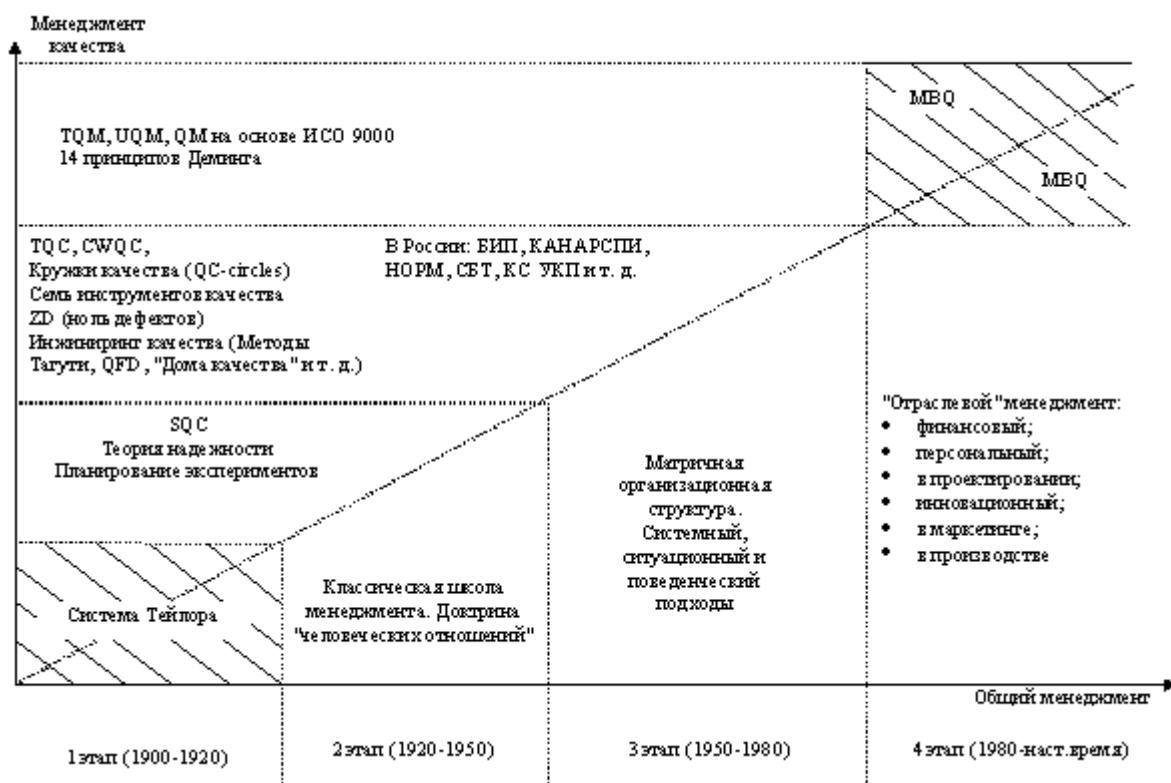 Менеджмент
качества
MBQ
TQM, UQM, QM на основе ИСО 9000
14 принципов Деминга
MBQ
TQC, CWQC,
Кружки качества (QC-circles)
Семь инструментов качества
ZD (ноль дефектов)
Инжиниринг качества (Методы
Тагути, QFD, "Дома качества" и т. д.)
В России: БИП, КАНАРСПИ,
НОРМ, СБТ, КС УКП и т. д.
SQC
Теория надежности
Планирование экспериментов
Матричная
организационная
структура.
Системный,
ситуационный и
поведенческий
подходы
"Отраслевой" менеджмент:
• финансовый;
• персональный;
• в проектировании;
• инновационный;
• в маркетинге;
• в производстве
Система Тейлора
Классическая школа
менеджмента. Доктрина
"человеческих отношений"
Общий менеджмент
1 этап (1900-1920)
2 этап (1920-1950)
3 этап (1950-1980)
4 этап (1980-наст.время)